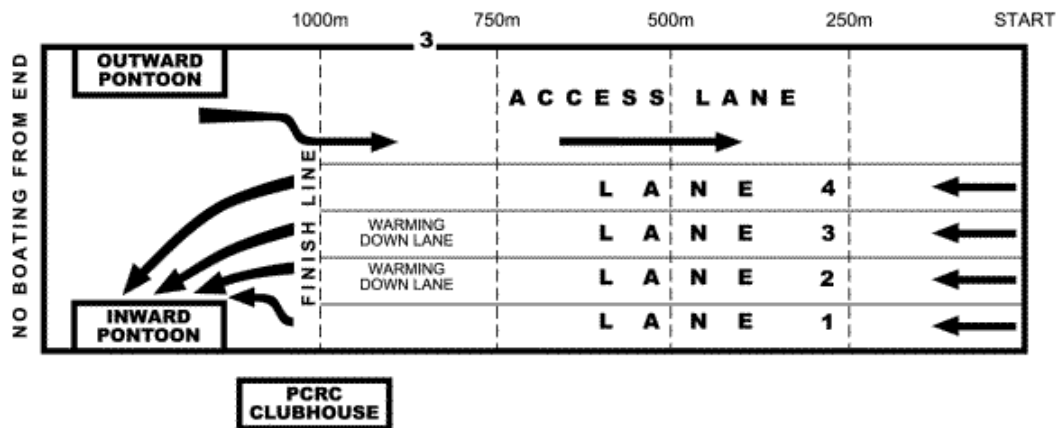 1000m 750m 500m 250m START
3
OUTWARD
PONTOON
NO BOATING FROM END
ACCESS LANE
FINISH LINE
LANE 4
WARMING
DOWN LANE
LANE 3
WARMING
DOWN LANE
LANE 2
INWARD
PONTOON
LANE 1
PCRC
CLUBHOUSE